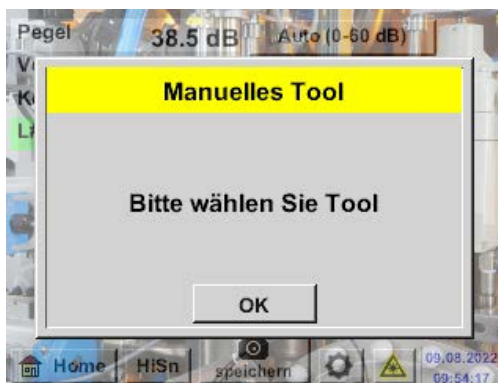 Pegel 38.5 dB Auto (0-60 dB)
Manuelles Tool
Bitte wählen Sie Tool
OK
Home HiSn speichern
09.08.2022
09:54:17